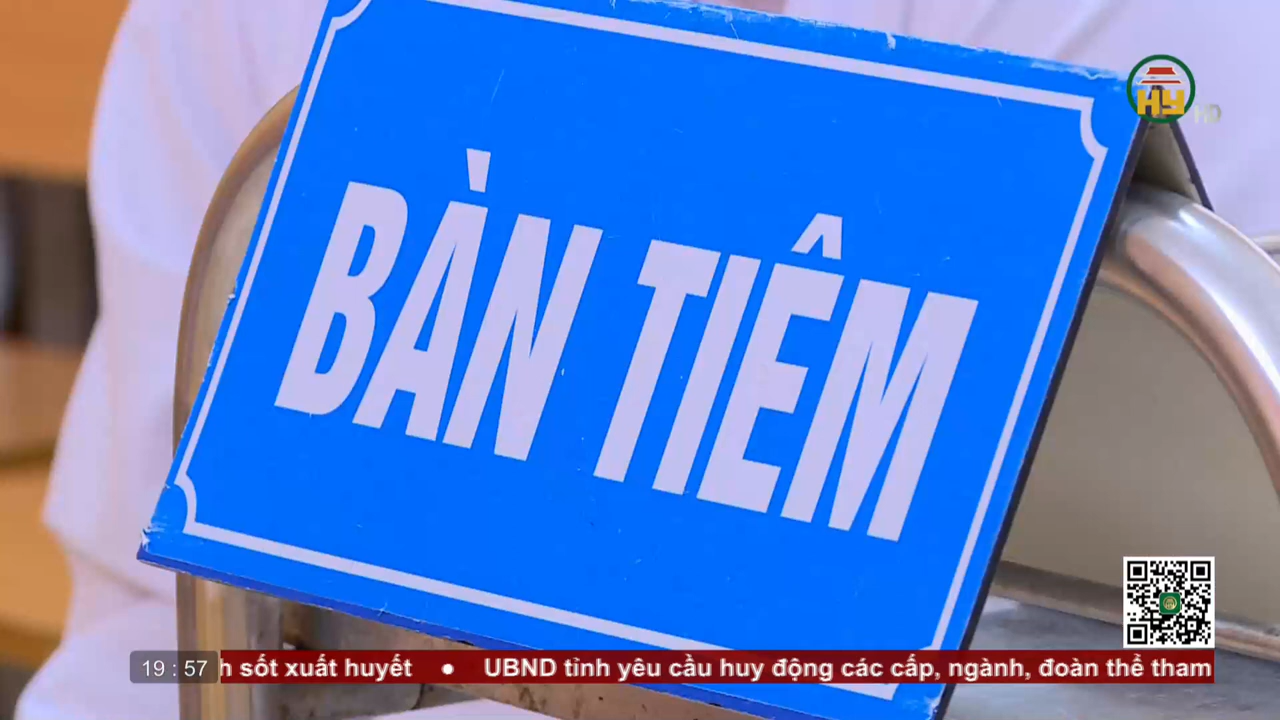 HY HD
BÀN TIÊM
19 : 57
h sốt xuất huyết ● UBND tỉnh yêu cầu huy động các cấp, ngành, đoàn thể tham